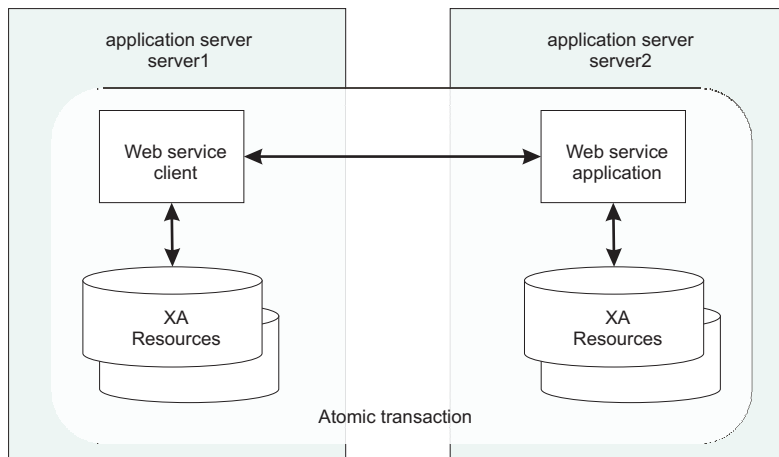 application server
server1
application server
server2
Web service
client
Web service
application
XA
Resources
XA
Resources
Atomic transaction